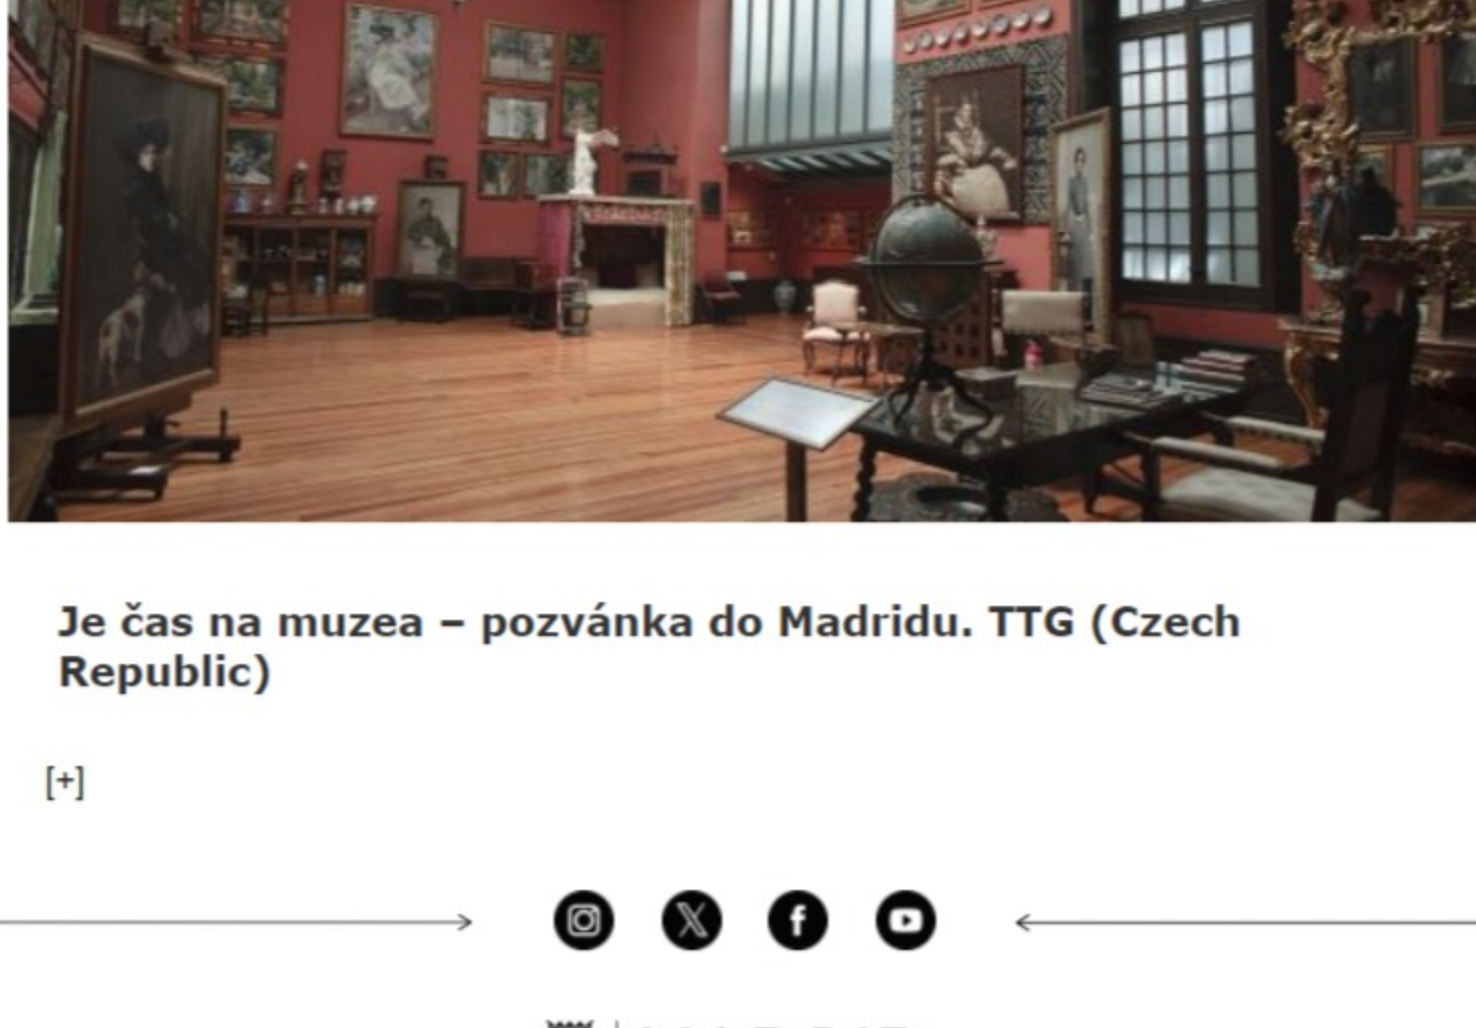 Je čas na muzea – pozvánka do Madridu. TTG (Czech
Republic)
[+]